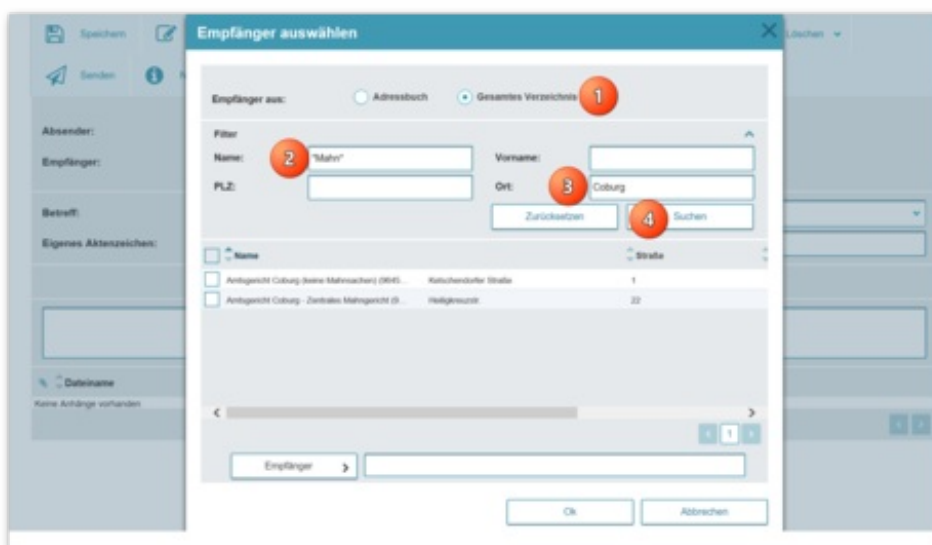 Speichern
Empfänger auswählen
Löschen
Senden
Empfänger aus:
Adressbuch
Gesamtes Verzeichnis
1
Absender:
Filter
Empfänger:
Name:
2
"Mahn"
Vorname:
PLZ:
Ort:
3
Coburg
Betreff:
Zurücksetzen
4
Suchen
Eigenes Aktenzeichen:
Name
Straße
Amtsgericht Coburg (keine Mahnsachen) (9645...
Ketschendorfer Straße
1
Amtsgericht Coburg - Zentrales Mahngericht (9...
Heiligkreuzstr.
22
Dateiname
Keine Anhänge vorhanden
1
Empfänger
Ok
Abbrechen